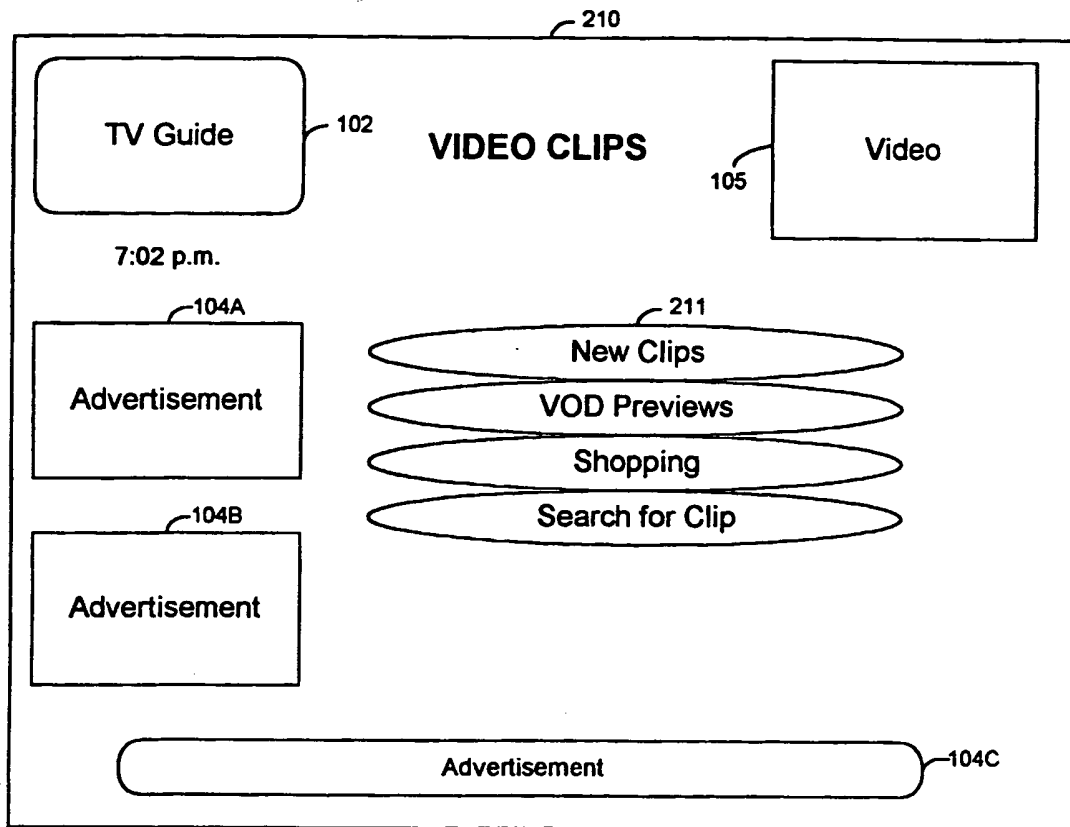 210
TV Guide
102
VIDEO CLIPS
105
Video
7:02 p.m.
104A
Advertisement
211
New Clips
VOD Previews
Shopping
Search for Clip
104B
Advertisement
Advertisement
104C